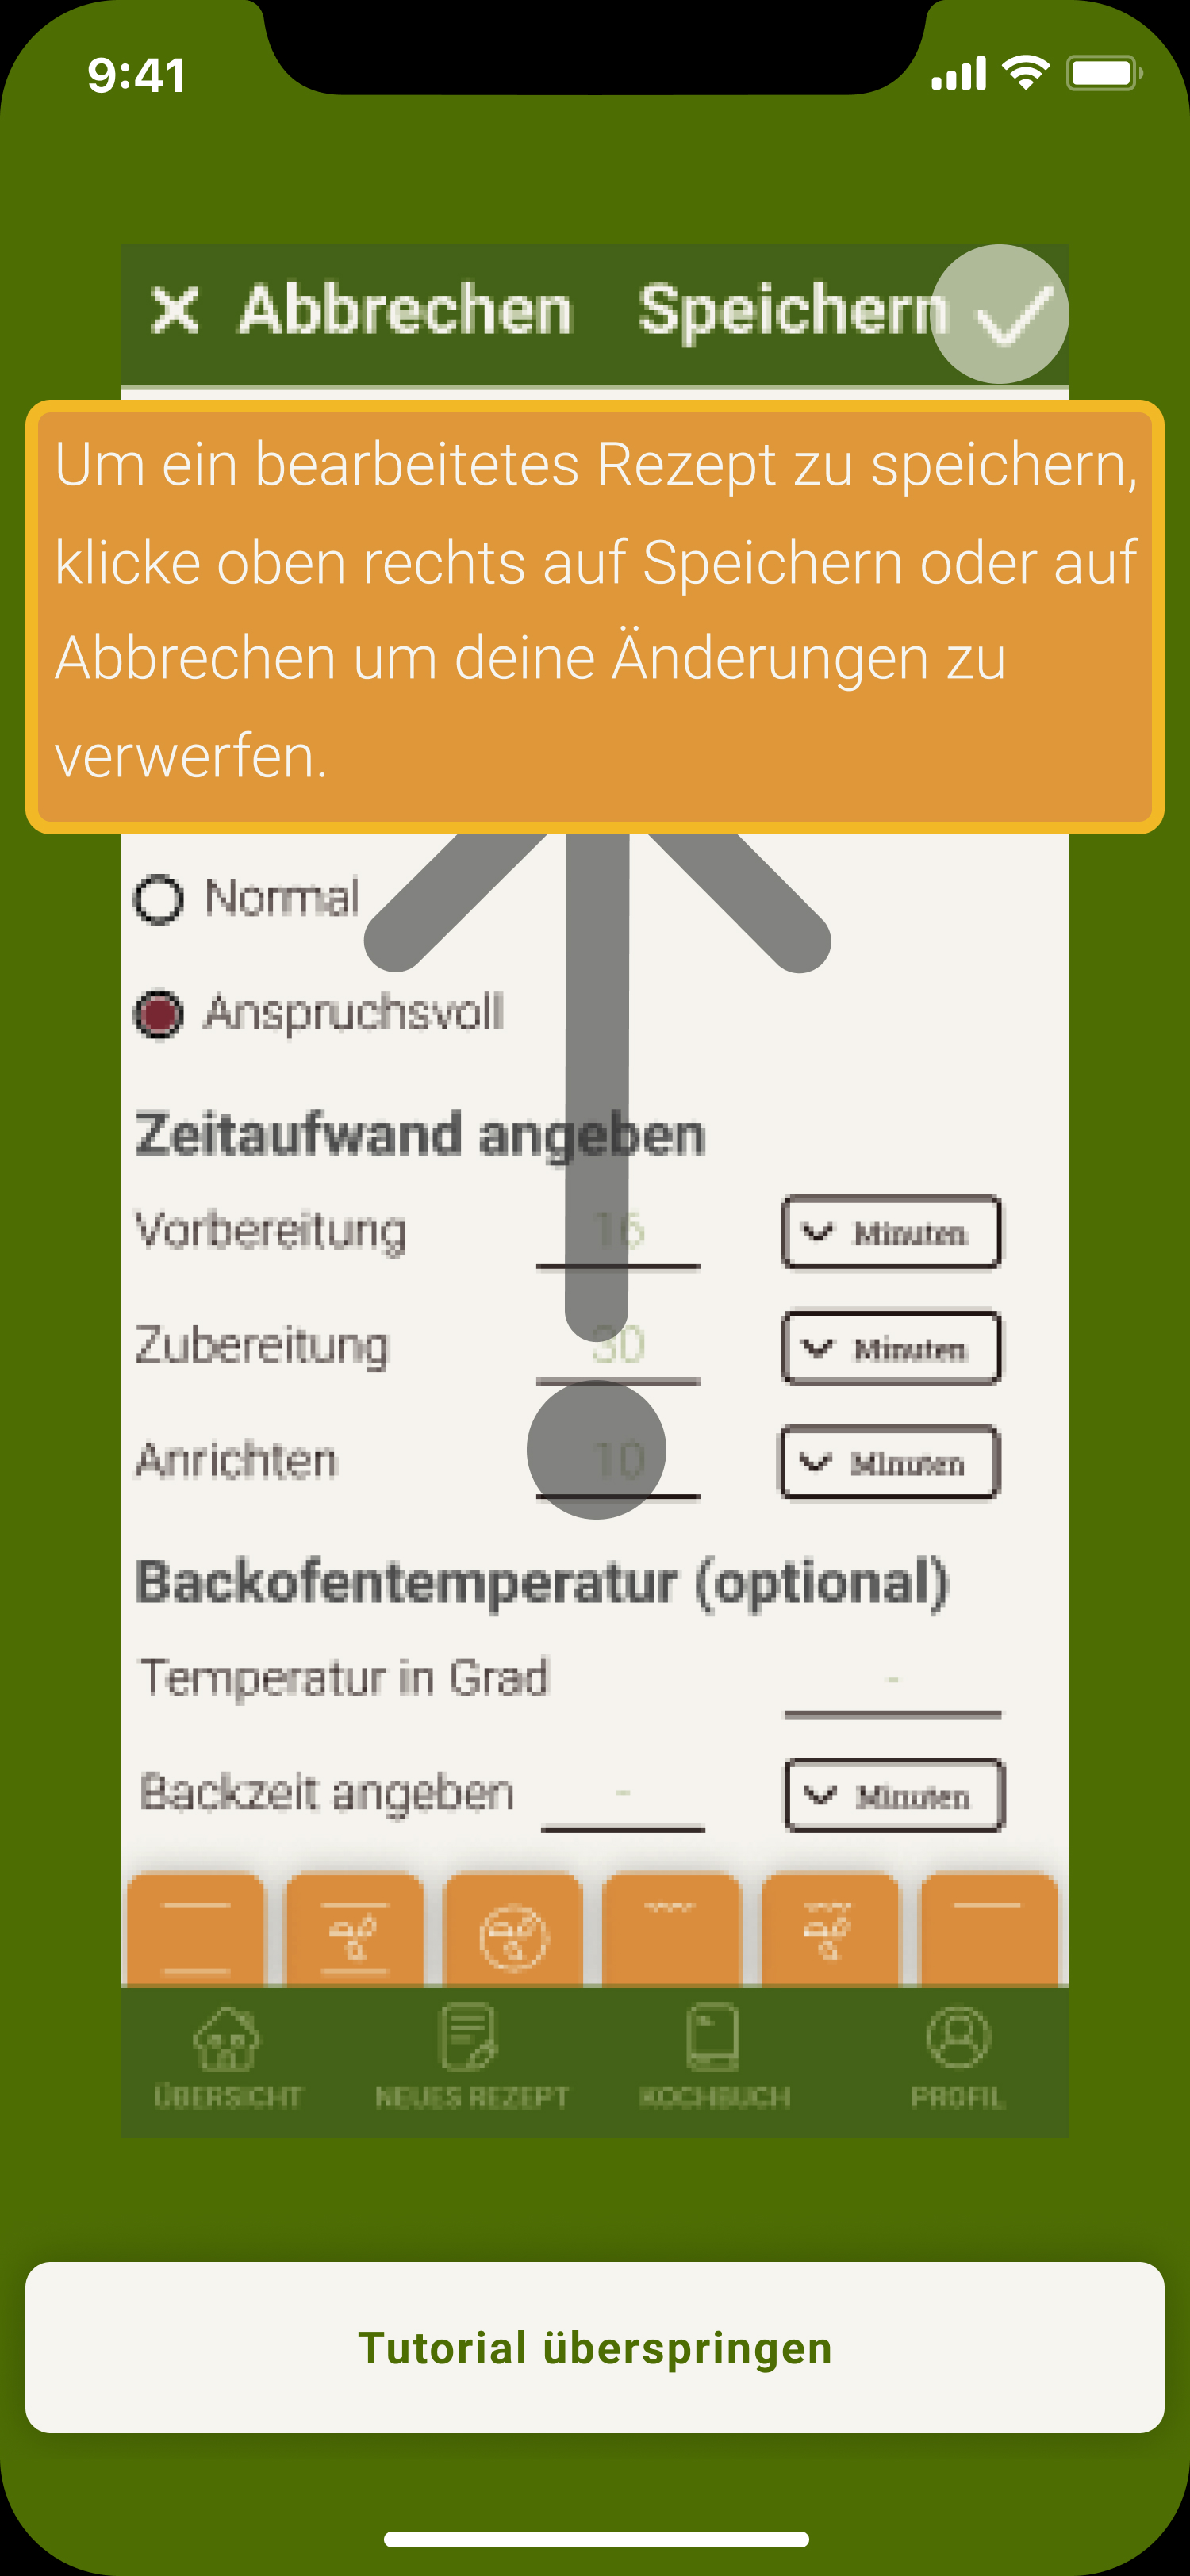 9:41
Abbrechen Speichern
Um ein bearbeitetes Rezept zu speichern,
klicke oben rechts auf Speichern oder auf
Abbrechen um deine Änderungen zu
verwerfen.
Normal
Anspruchsvoll
Zeitaufwand angeben
Vorbereitung 16 Minuten
Zubereitung 30 Minuten
Anrichten 10 Minuten
Backofentemperatur (optional)
Temperatur in Grad -
Backzeit angeben - Minuten
ÜBERSICHT NEUES REZEPT KOCHBUCH PROFIL
Tutorial überspringen